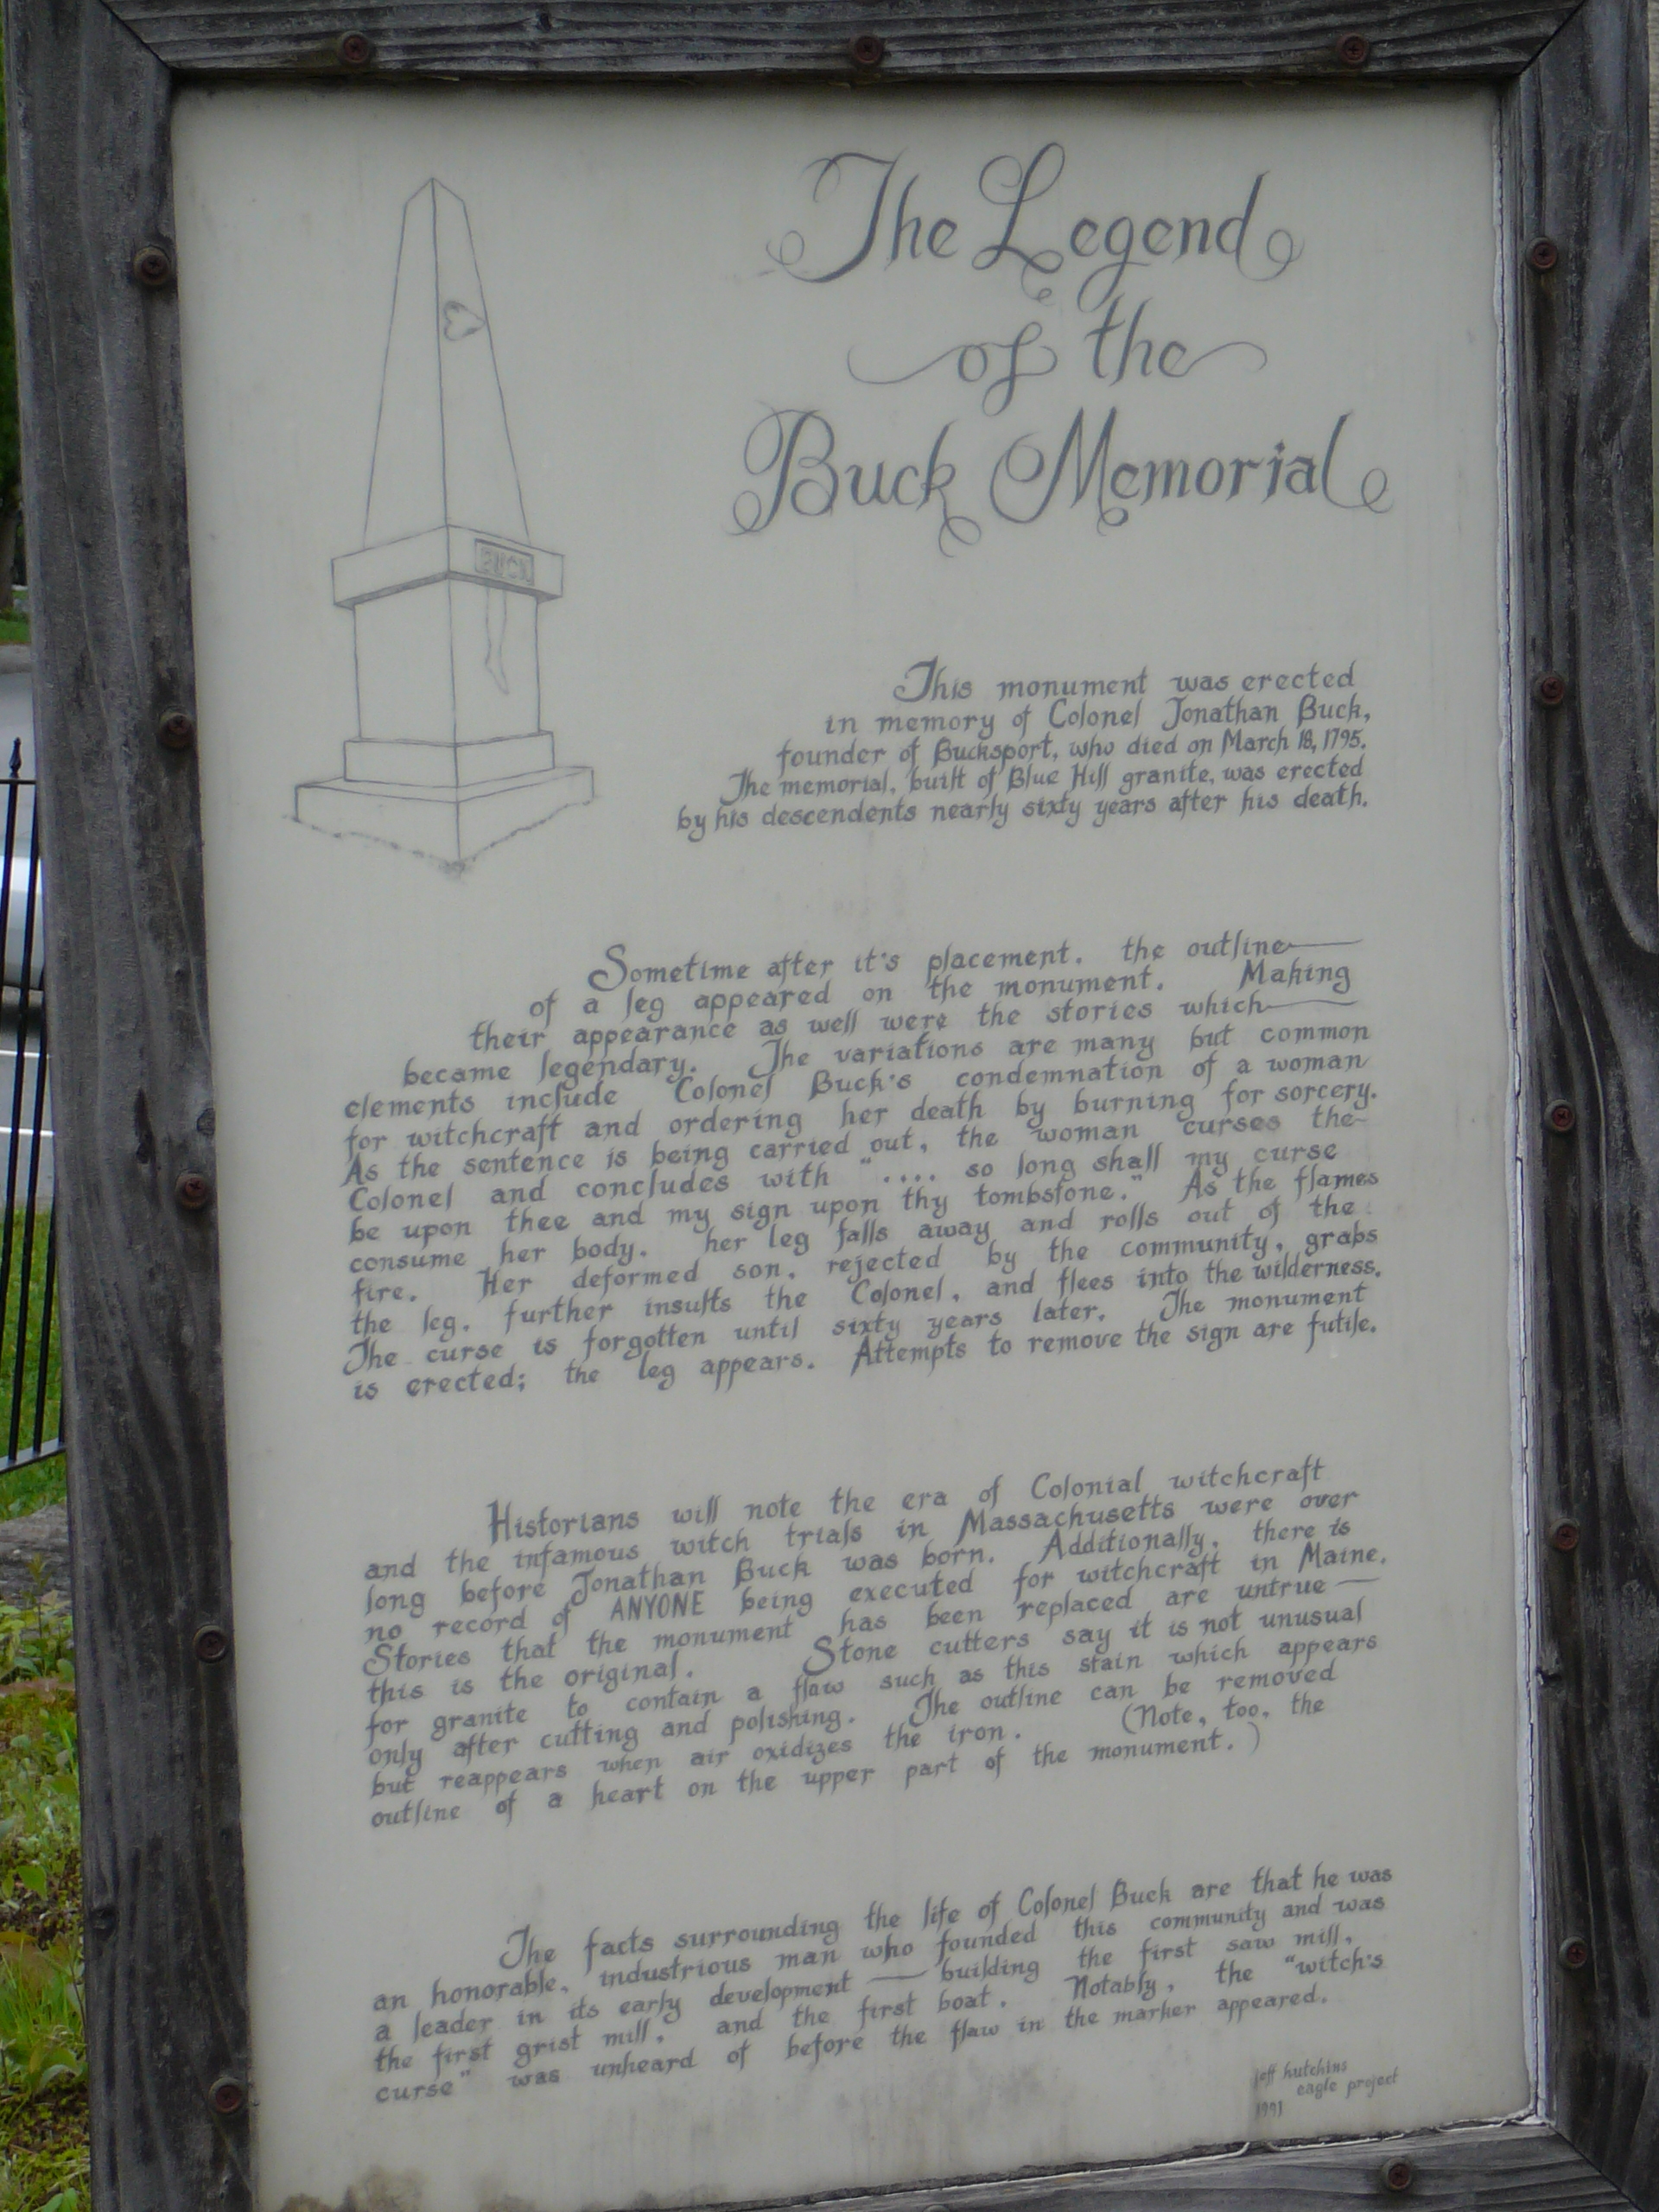 The Legend
of the
Buck Memorial
BUCK
This monument was erected
in memory of Colonel Jonathan Buck,
founder of Bucksport, who died on March 18, 1795.
The memorial, built of Blue Hill granite, was erected
by his descendents nearly sixty years after his death.
Sometime after it's placement, the outline
of a leg appeared on the monument. Making
their appearance as well were the stories which
became legendary. The variations are many but common
elements include Colonel Buck's condemnation of a woman
for witchcraft and ordering her death by burning for sorcery.
As the sentence is being carried out, the woman curses the
Colonel and concludes with ".... so long shall my curse
be upon thee and my sign upon thy tombstone." As the flames
consume her body, her leg falls away and rolls out of the
fire. Her deformed son, rejected by the community, grabs
the leg, further insults the Colonel, and flees into the wilderness.
The curse is forgotten until sixty years later. The monument
is erected; the leg appears. Attempts to remove the sign are futile.
Historians will note the era of Colonial witchcraft
and the infamous witch trials in Massachusetts were over
long before Jonathan Buck was born. Additionally, there is
no record of ANYONE being executed for witchcraft in Maine.
Stories that the monument has been replaced are untrue —
this is the original. Stone cutters say it is not unusual
for granite to contain a flaw such as this stain which appears
only after cutting and polishing. The outline can be removed
but reappears when air oxidizes the iron. (Note, too, the
outline of a heart on the upper part of the monument.)
The facts surrounding the life of Colonel Buck are that he was
an honorable, industrious man who founded this community and was
a leader in its early development — building the first saw mill,
the first grist mill, and the first boat. Notably, the "witch's
curse" was unheard of before the flaw in the marker appeared.
jeff hutchins
eagle project
1991